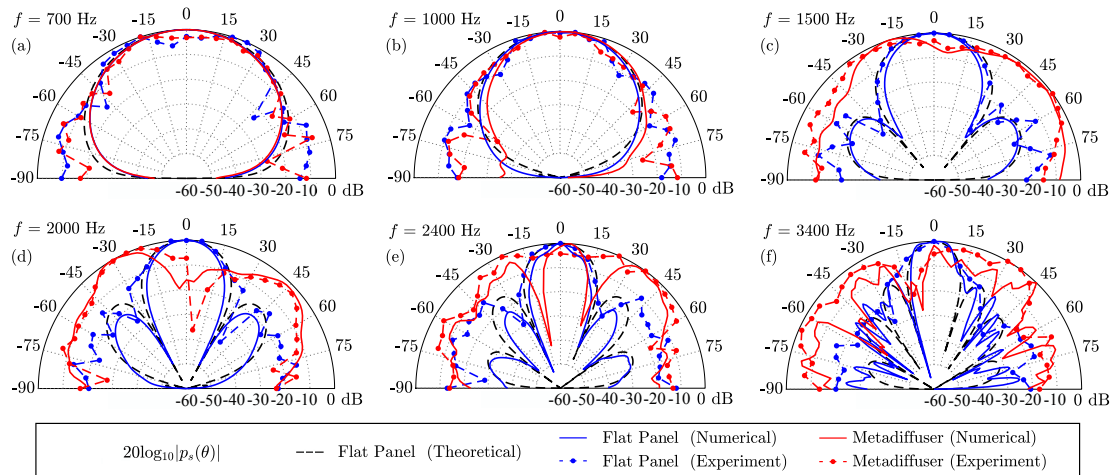 f = 700 Hz
(a)
-90 -75 -60 -45 -30 -15 0 15 30 45 60 75
-60-50-40-30-20-10 0 dB
f = 1000 Hz
(b)
-90 -75 -60 -45 -30 -15 0 15 30 45 60 75
-60-50-40-30-20-10 0 dB
f = 1500 Hz
(c)
-90 -75 -60 -45 -30 -15 0 15 30 45 60 75
-60-50-40-30-20-10 0 dB
f = 2000 Hz
(d)
-90 -75 -60 -45 -30 -15 0 15 30 45 60 75
-60-50-40-30-20-10 0 dB
f = 2400 Hz
(e)
-90 -75 -60 -45 -30 -15 0 15 30 45 60 75
-60-50-40-30-20-10 0 dB
f = 3400 Hz
(f)
-90 -75 -60 -45 -30 -15 0 15 30 45 60 75
-60-50-40-30-20-10 0 dB
20log₁₀|pₛ(θ)|
Flat Panel (Theoretical)
Flat Panel (Numerical)
Flat Panel (Experiment)
Metadiffuser (Numerical)
Metadiffuser (Experiment)